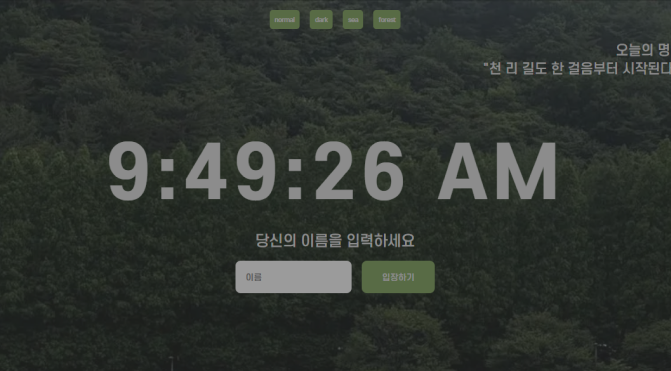 normal dark sea forest
오늘의 명
"천 리 길도 한 걸음부터 시작된다
9:49:26 AM
당신의 이름을 입력하세요
이름 입장하기